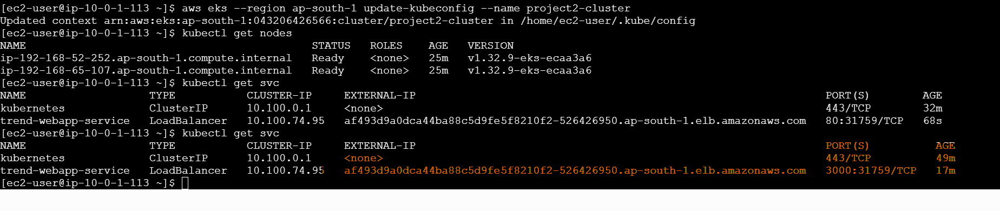 [ec2-user@ip-10-0-1-113 ~]$ aws eks --region ap-south-1 update-kubeconfig --name project2-cluster
Updated context arn:aws:eks:ap-south-1:043206426566:cluster/project2-cluster in /home/ec2-user/.kube/config
[ec2-user@ip-10-0-1-113 ~]$ kubectl get nodes
NAME                                            STATUS   ROLES    AGE   VERSION
ip-192-168-52-252.ap-south-1.compute.internal   Ready    <none>   25m   v1.32.9-eks-ecaa3a6
ip-192-168-65-107.ap-south-1.compute.internal   Ready    <none>   25m   v1.32.9-eks-ecaa3a6
[ec2-user@ip-10-0-1-113 ~]$ kubectl get svc
NAME                   TYPE           CLUSTER-IP     EXTERNAL-IP                                                               PORT(S)        AGE
kubernetes             ClusterIP      10.100.0.1     <none>                                                                    443/TCP        32m
trend-webapp-service   LoadBalancer   10.100.74.95   af493d9a0dca44ba88c5d9fe5f8210f2-526426950.ap-south-1.elb.amazonaws.com   80:31759/TCP   68s
[ec2-user@ip-10-0-1-113 ~]$ kubectl get svc
NAME                   TYPE           CLUSTER-IP     EXTERNAL-IP                                                               PORT(S)          AGE
kubernetes             ClusterIP      10.100.0.1     <none>                                                                    443/TCP          49m
trend-webapp-service   LoadBalancer   10.100.74.95   af493d9a0dca44ba88c5d9fe5f8210f2-526426950.ap-south-1.elb.amazonaws.com   3000:31759/TCP   17m
[ec2-user@ip-10-0-1-113 ~]$